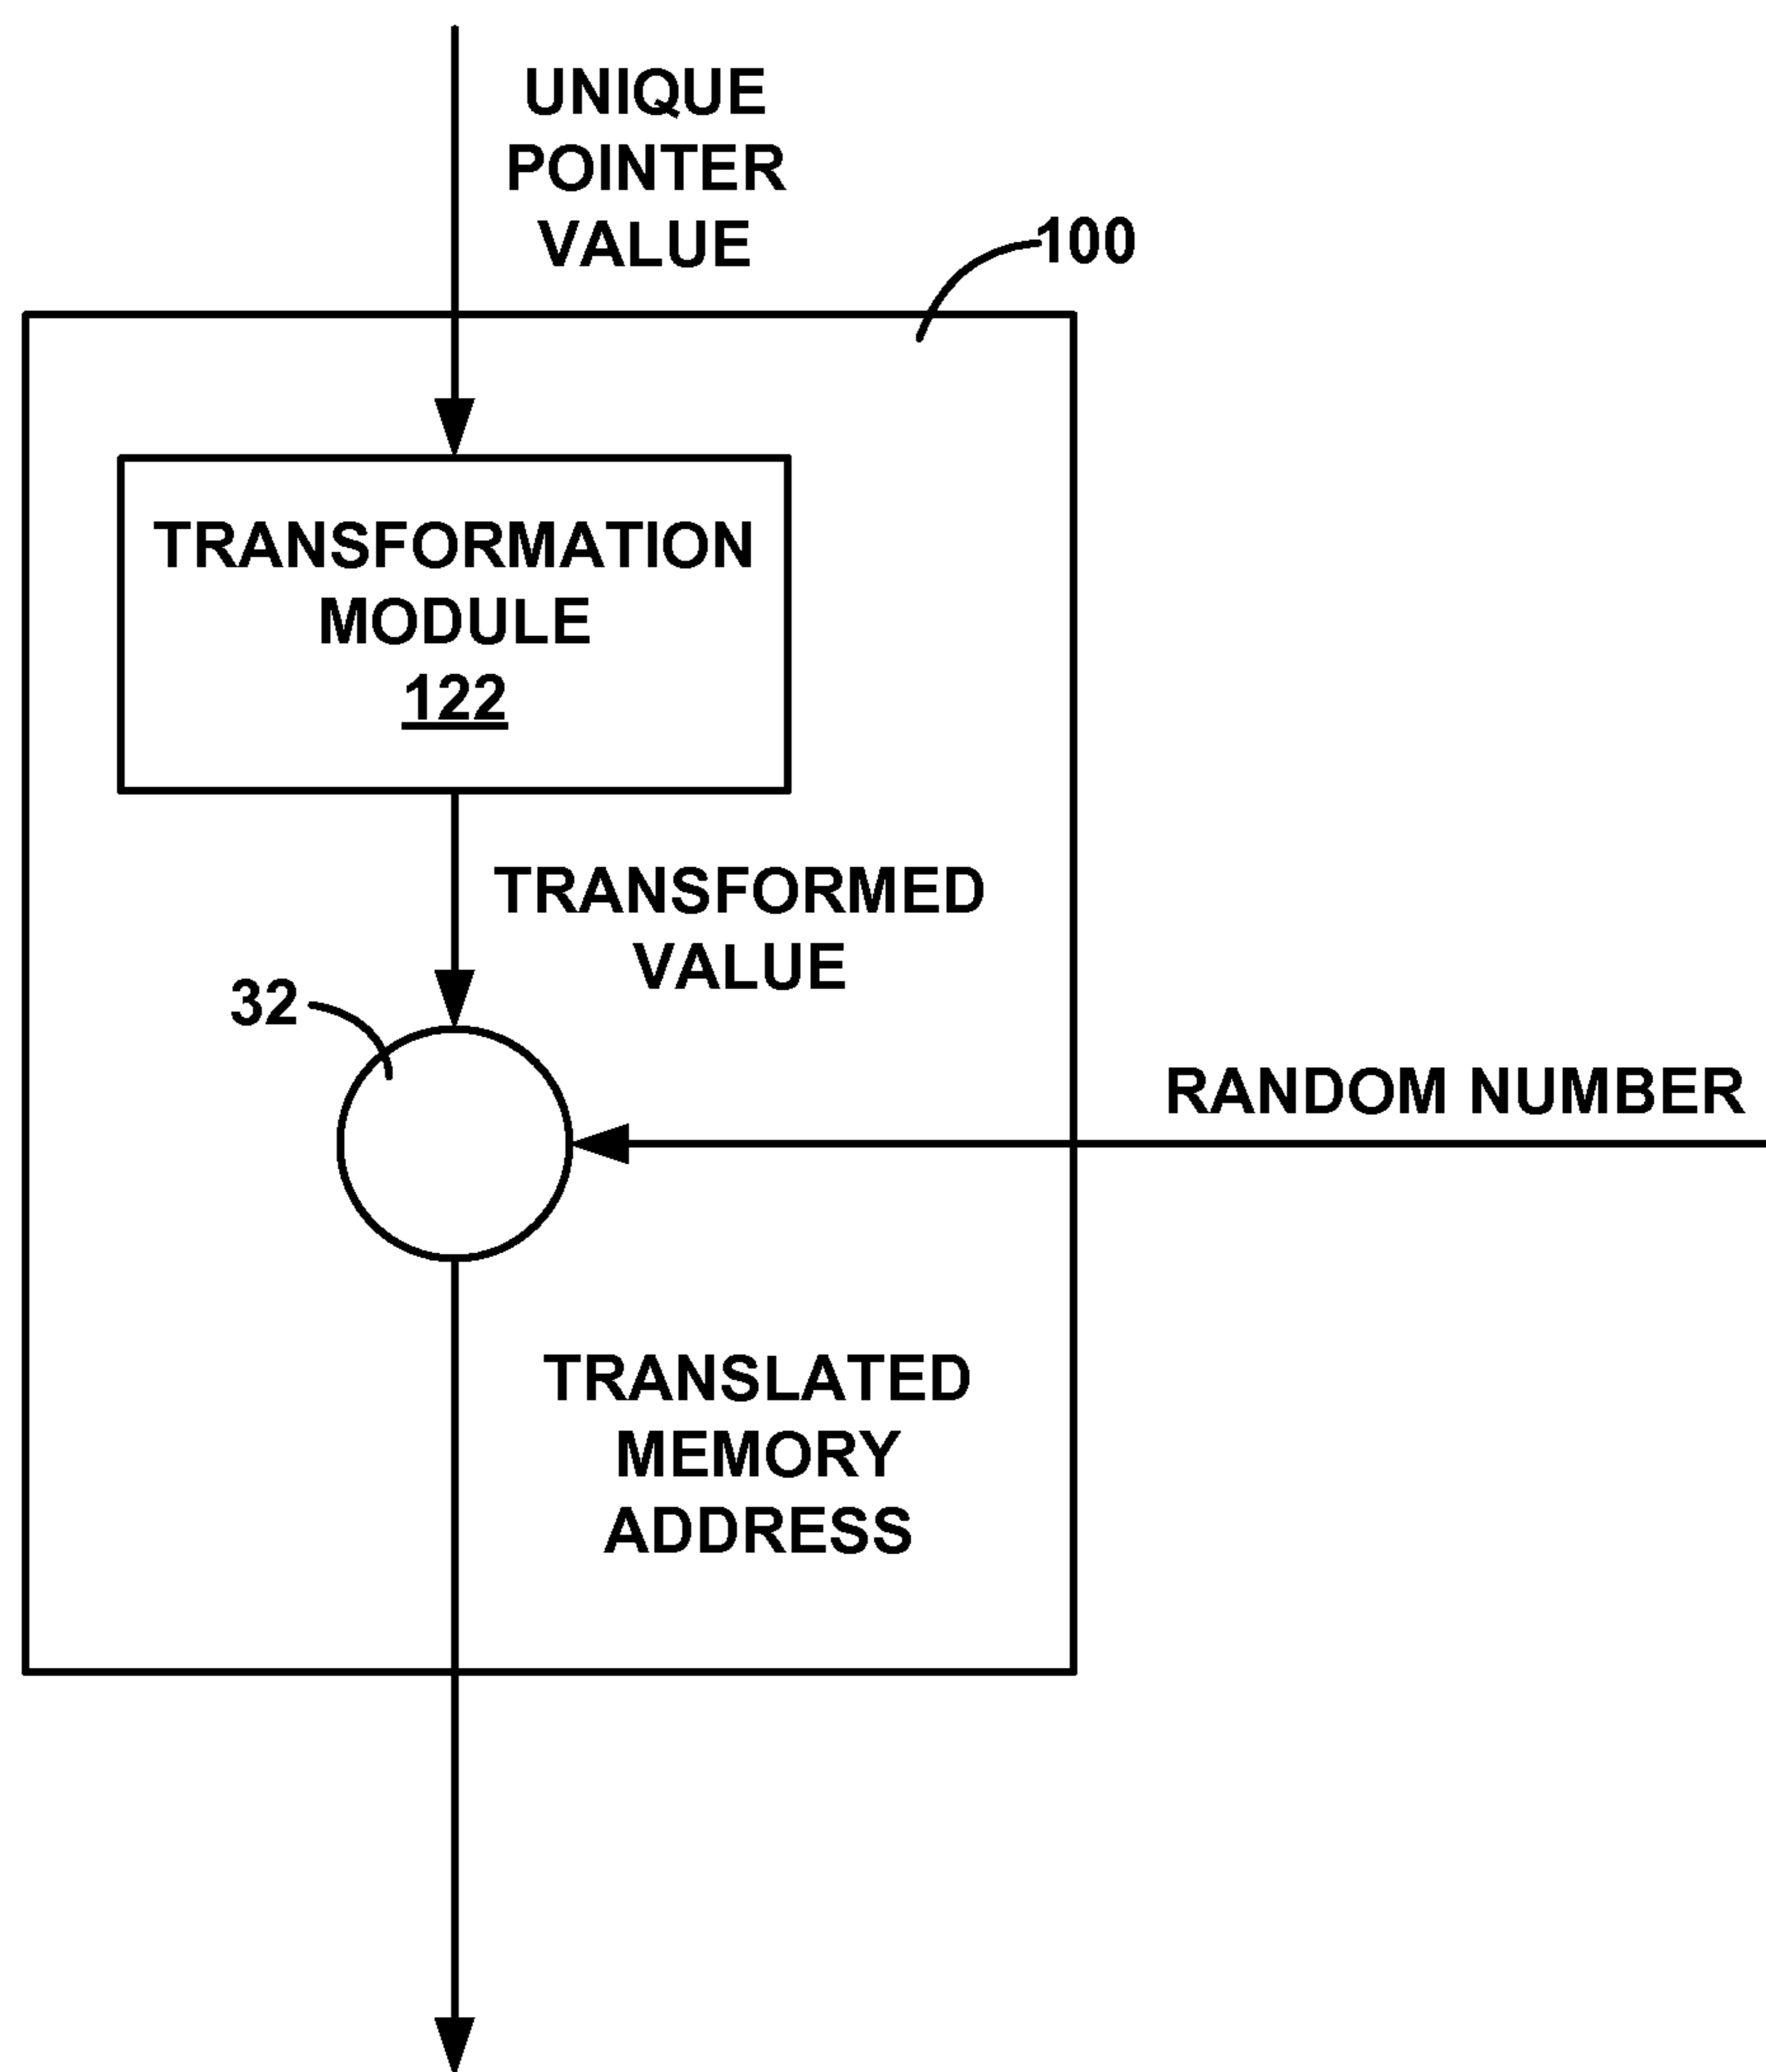 UNIQUE
POINTER
VALUE
100
TRANSFORMATION
MODULE
122
TRANSFORMED
VALUE
32
RANDOM NUMBER
TRANSLATED
MEMORY
ADDRESS